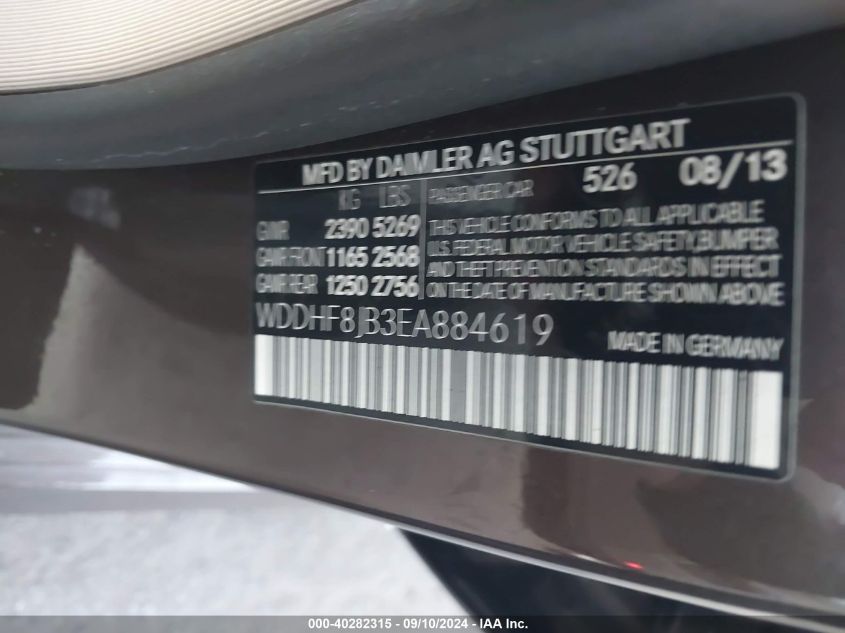 MFD BY DAIMLER AG STUTTGART
KG LBS PASSENGER CAR 526 08/13
GVWR 2390 5269
GAWR FRONT 1165 2568
GAWR REAR 1250 2756
THIS VEHICLE CONFORMS TO ALL APPLICABLE
U.S. FEDERAL MOTOR VEHICLE SAFETY, BUMPER
AND THEFT PREVENTION STANDARDS IN EFFECT
ON THE DATE OF MANUFACTURE SHOWN ABOVE
WDDHF8JB3EA884619
MADE IN GERMANY
000-40282315 - 09/10/2024 - IAA Inc.